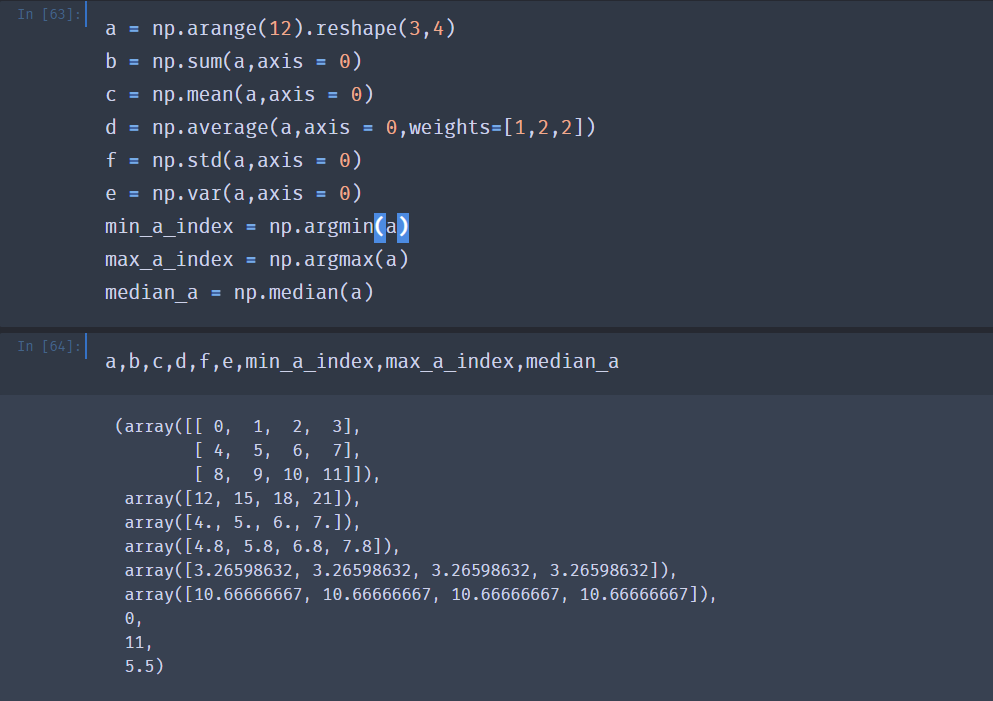 In [63]:
a = np.arange(12).reshape(3,4)
b = np.sum(a,axis = 0)
c = np.mean(a,axis = 0)
d = np.average(a,axis = 0,weights=[1,2,2])
f = np.std(a,axis = 0)
e = np.var(a,axis = 0)
min_a_index = np.argmin(a)
max_a_index = np.argmax(a)
median_a = np.median(a)
In [64]:
a,b,c,d,f,e,min_a_index,max_a_index,median_a
(array([[ 0,  1,  2,  3],
        [ 4,  5,  6,  7],
        [ 8,  9, 10, 11]]),
 array([12, 15, 18, 21]),
 array([4., 5., 6., 7.]),
 array([4.8, 5.8, 6.8, 7.8]),
 array([3.26598632, 3.26598632, 3.26598632, 3.26598632]),
 array([10.66666667, 10.66666667, 10.66666667, 10.66666667]),
 0,
 11,
 5.5)